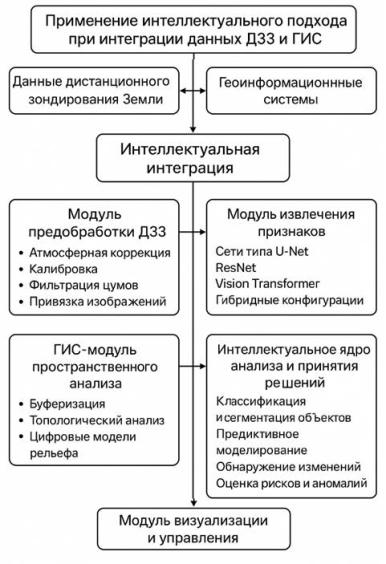 Применение интеллектуального подхода
при интеграции данных ДЗЗ и ГИС
Данные дистанционного
зондирования Земли
Геоинформационнные
системы
Интеллектуальная
интеграция
Модуль
предобработки ДЗЗ
• Атмосферная коррекция
• Калибровка
• Фильтрация цумов
• Привязка изображений
Модуль извлечения
признаков
Сети типа U-Net
ResNet
Vision Transformer
Гибридные конфигурации
ГИС-модуль
пространственного
анализа
• Буферизация
• Топологический анализ
• Цифровые модели
рельефа
Интеллектуальное ядро
анализа и принятия
решений
Классификация
исегментация объектов
Предиктивное
моделирование
Обнаружение изменений
Оценка рисков и аномалий
Модуль визуализации
и управления